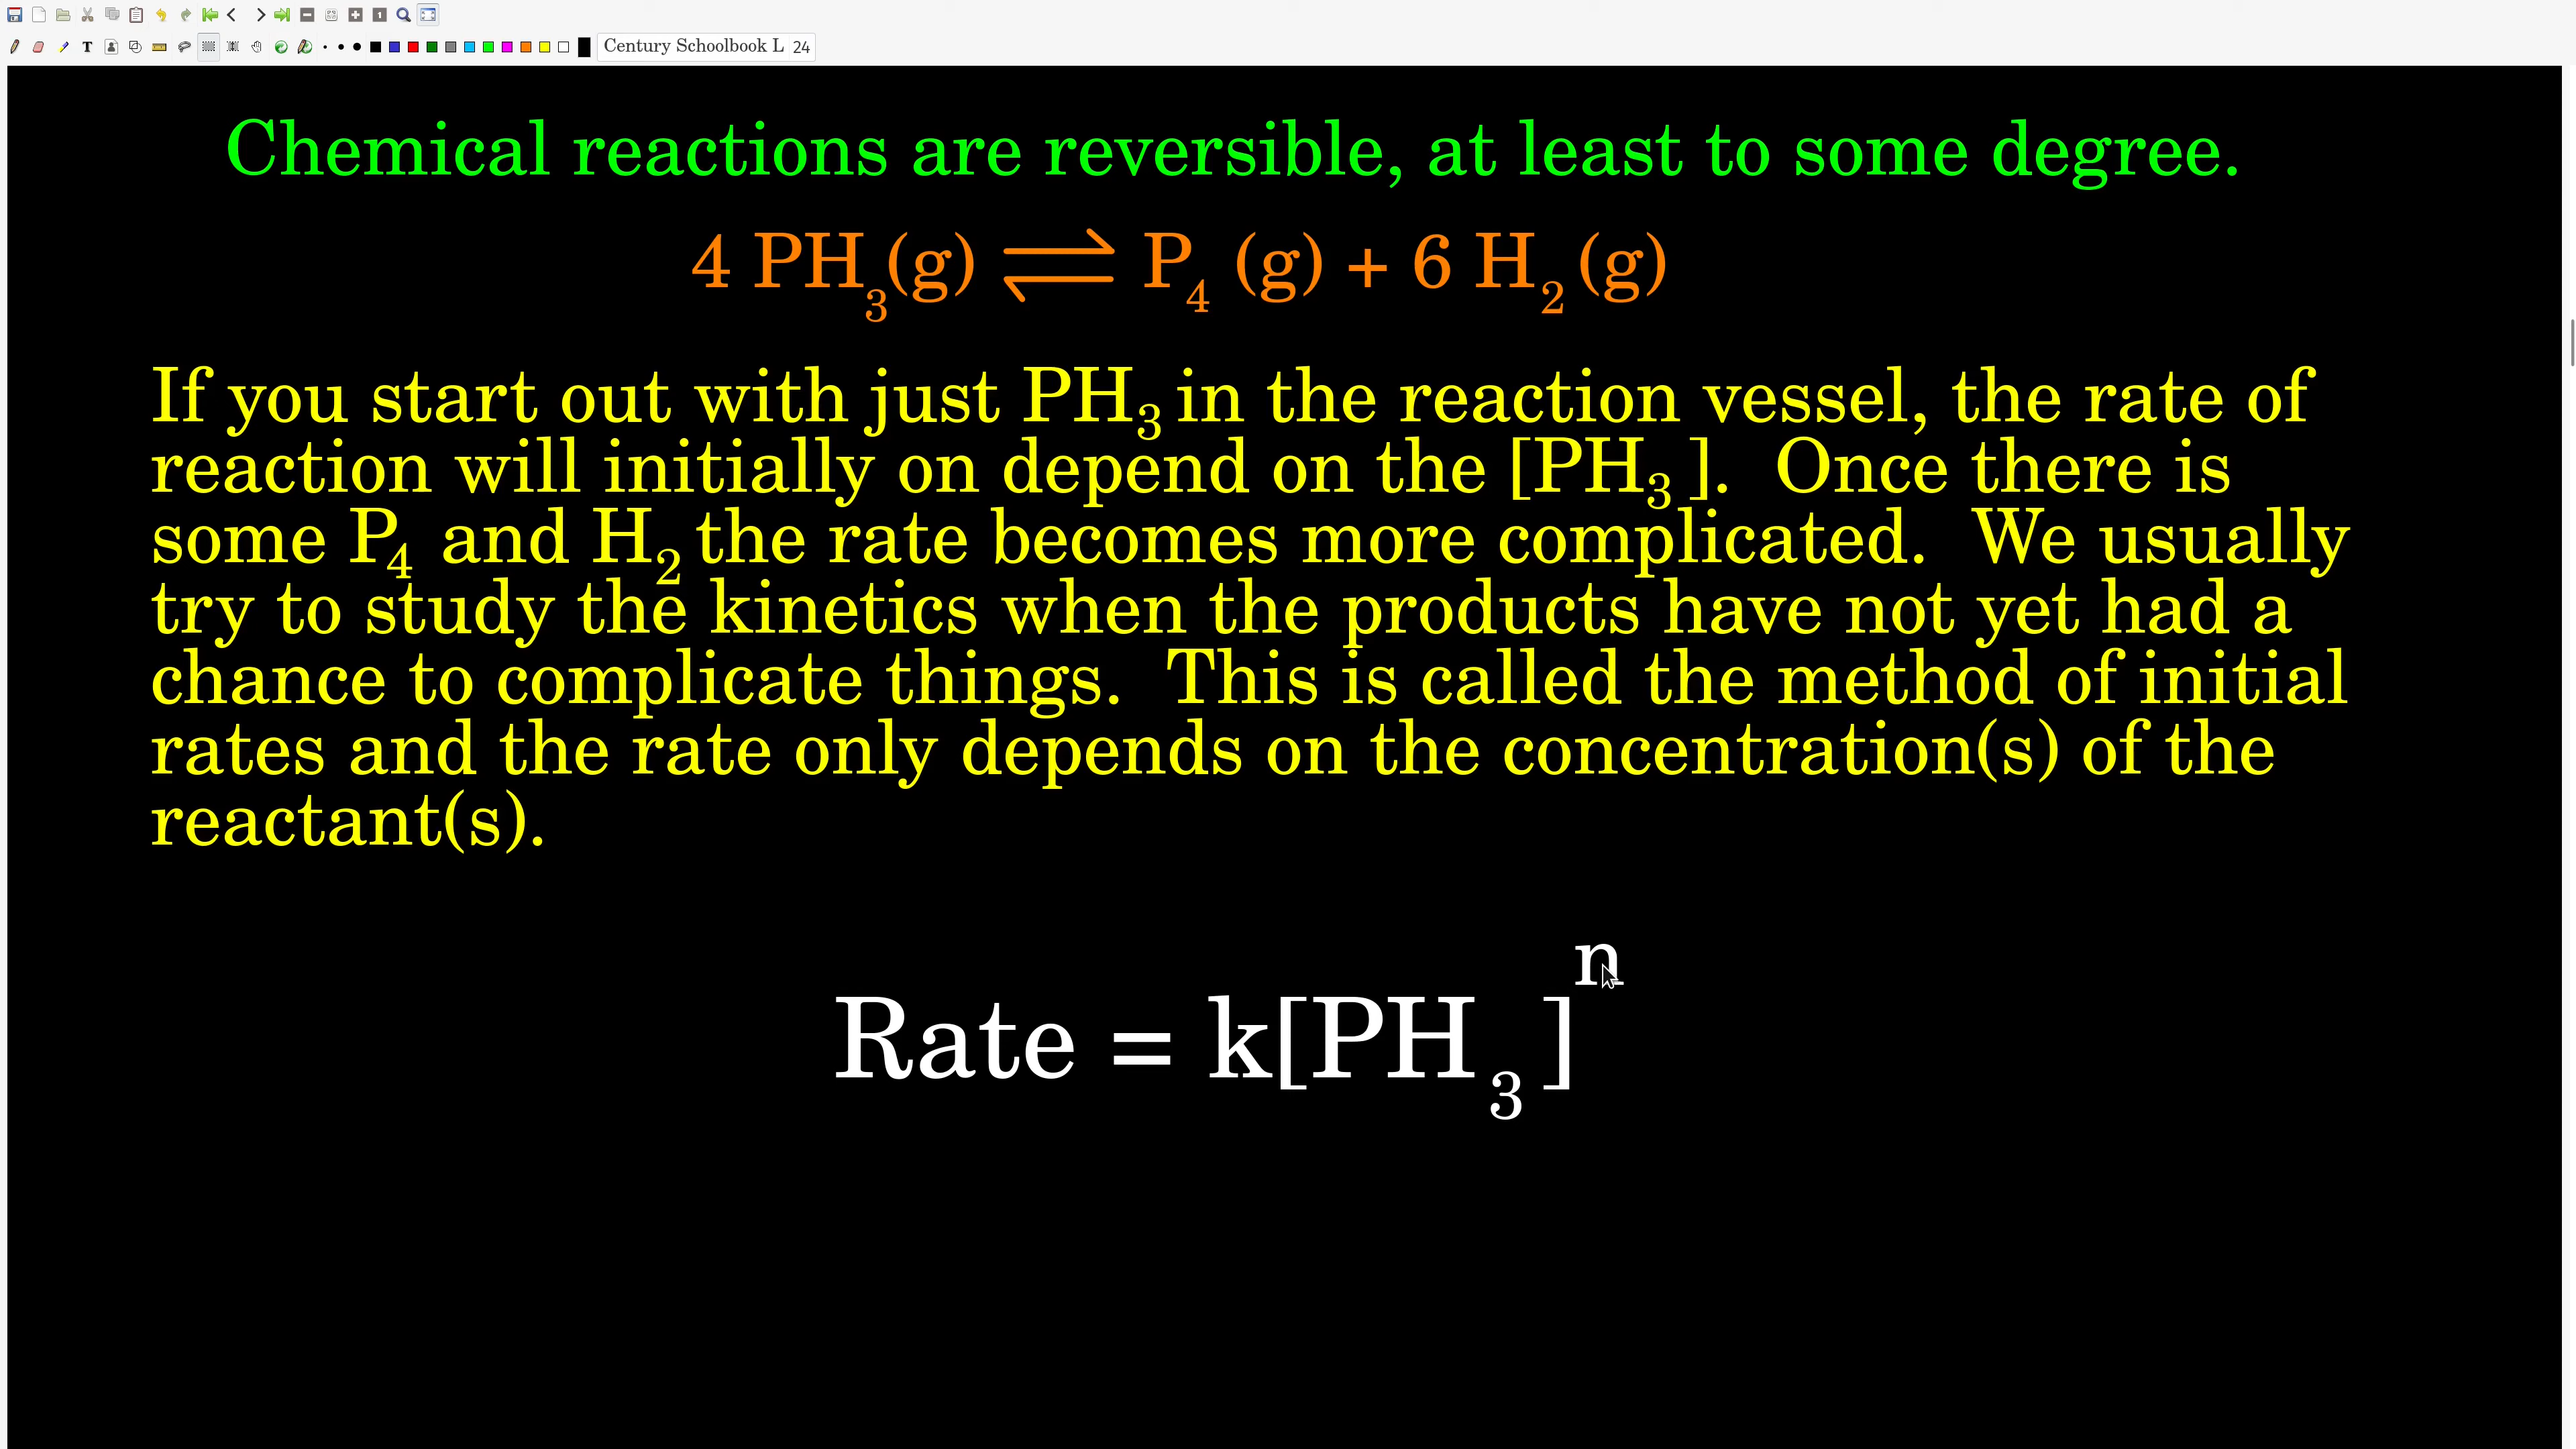 Century Schoolbook L 24
Chemical reactions are reversible, at least to some degree.
4 PH₃(g) ⇌ P₄ (g) + 6 H₂ (g)
If you start out with just PH₃ in the reaction vessel, the rate of
reaction will initially on depend on the [PH₃ ]. Once there is
some P₄ and H₂ the rate becomes more complicated. We usually
try to study the kinetics when the products have not yet had a
chance to complicate things. This is called the method of initial
rates and the rate only depends on the concentration(s) of the
reactant(s).
Rate = k[PH₃ ]ⁿ